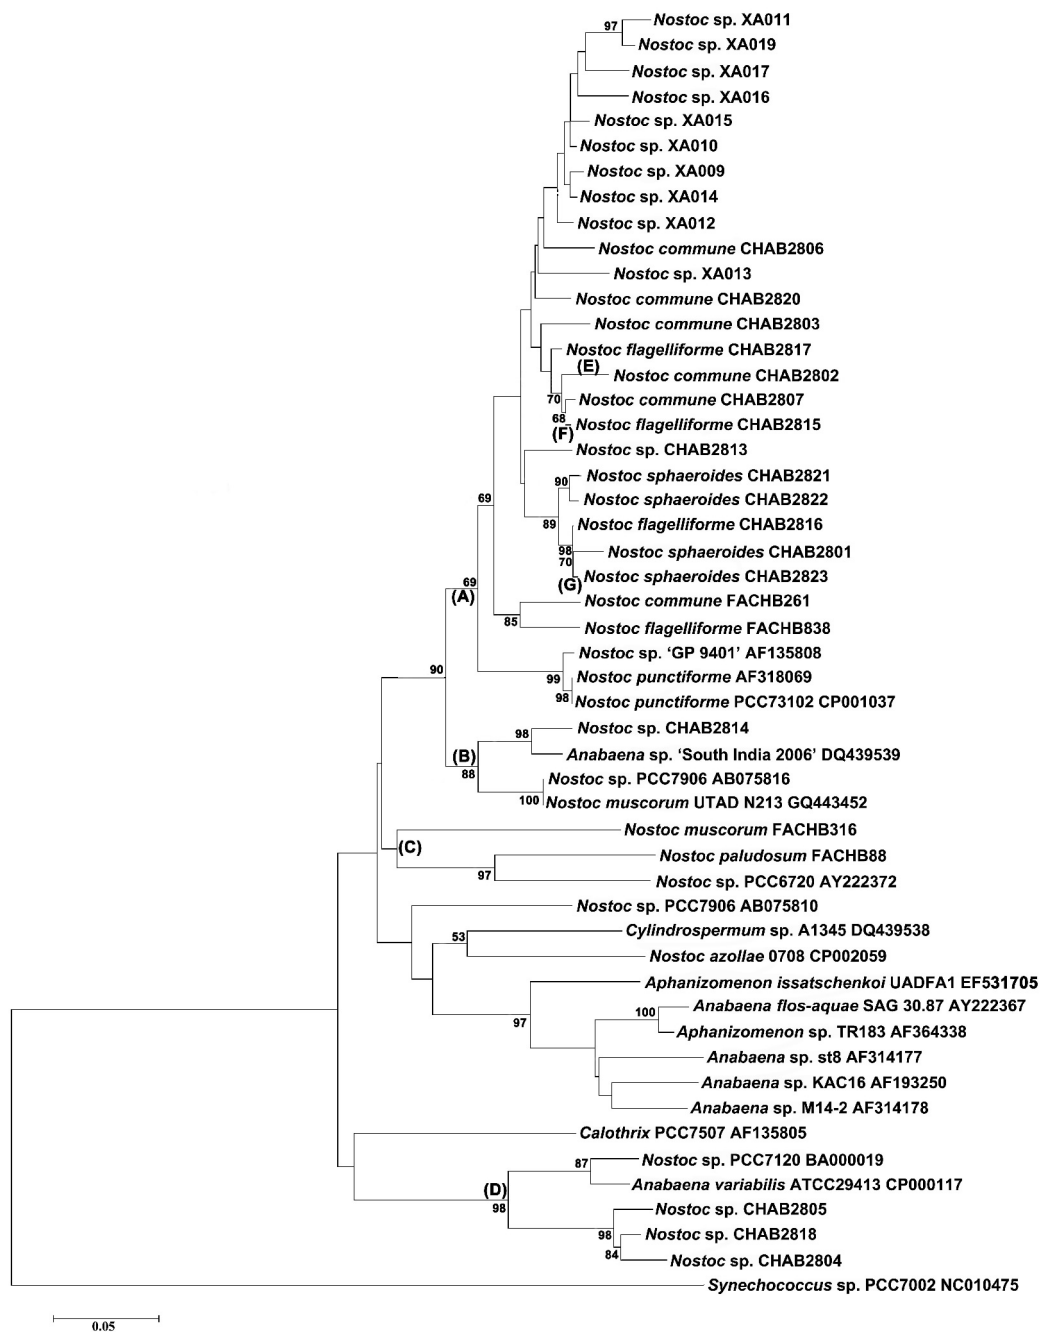 Nostoc sp. XA011
97
Nostoc sp. XA019
Nostoc sp. XA017
Nostoc sp. XA016
Nostoc sp. XA015
Nostoc sp. XA010
Nostoc sp. XA009
Nostoc sp. XA014
Nostoc sp. XA012
Nostoc commune CHAB2806
Nostoc sp. XA013
Nostoc commune CHAB2820
Nostoc commune CHAB2803
Nostoc flagelliforme CHAB2817
(E)
Nostoc commune CHAB2802
70
Nostoc commune CHAB2807
68
Nostoc flagelliforme CHAB2815
(F)
Nostoc sp. CHAB2813
Nostoc sphaeroides CHAB2821
90
Nostoc sphaeroides CHAB2822
69
89
Nostoc flagelliforme CHAB2816
98
Nostoc sphaeroides CHAB2801
70
Nostoc sphaeroides CHAB2823
(G)
69
(A)
Nostoc commune FACHB261
85
Nostoc flagelliforme FACHB838
Nostoc sp. ‘GP 9401’ AF135808
90
99
Nostoc punctiforme AF318069
98
Nostoc punctiforme PCC73102 CP001037
Nostoc sp. CHAB2814
98
Anabaena sp. ‘South India 2006’ DQ439539
(B)
88
Nostoc sp. PCC7906 AB075816
100
Nostoc muscorum UTAD N213 GQ443452
Nostoc muscorum FACHB316
(C)
Nostoc paludosum FACHB88
97
Nostoc sp. PCC6720 AY222372
Nostoc sp. PCC7906 AB075810
Cylindrospermum sp. A1345 DQ439538
53
Nostoc azollae 0708 CP002059
Aphanizomenon issatschenkoi UADFA1 EF531705
Anabaena flos-aquae SAG 30.87 AY222367
100
97
Aphanizomenon sp. TR183 AF364338
Anabaena sp. st8 AF314177
Anabaena sp. KAC16 AF193250
Anabaena sp. M14-2 AF314178
Calothrix PCC7507 AF135805
Nostoc sp. PCC7120 BA000019
87
Anabaena variabilis ATCC29413 CP000117
(D)
98
Nostoc sp. CHAB2805
98
Nostoc sp. CHAB2818
84
Nostoc sp. CHAB2804
Synechococcus sp. PCC7002 NC010475
0.05